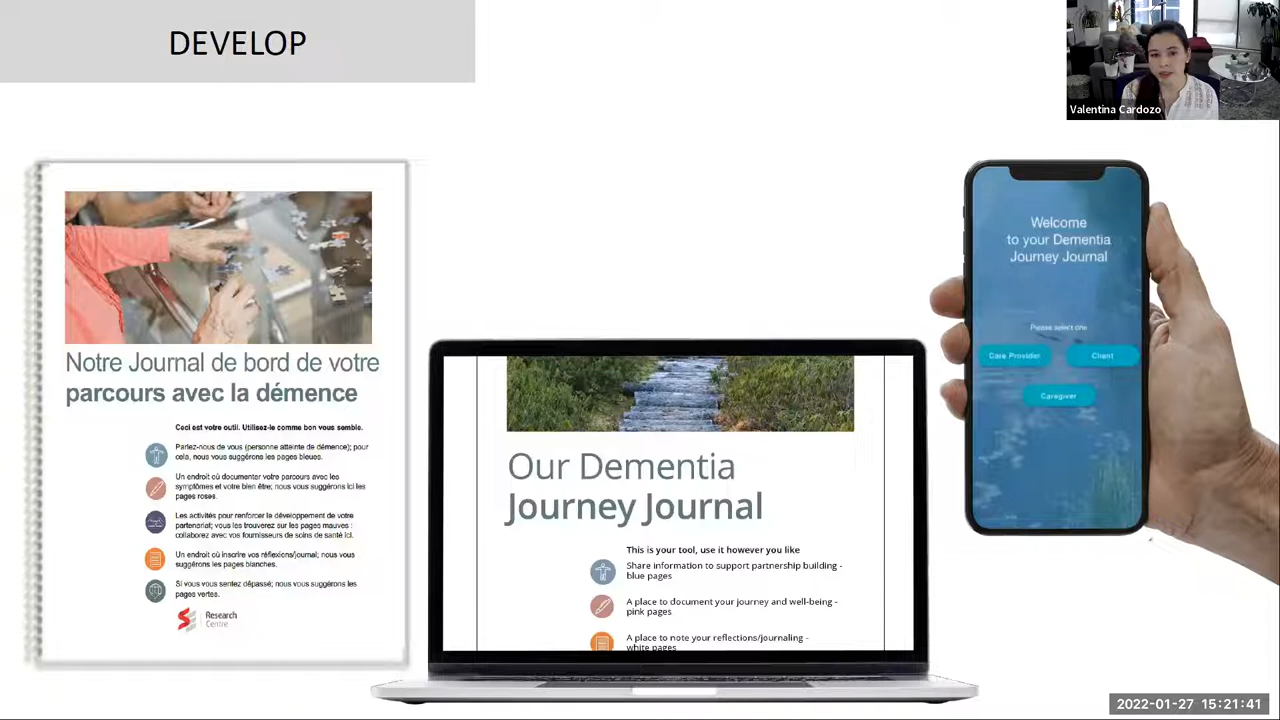 DEVELOP
Valentina Cardozo
Notre Journal de bord de votre
parcours avec la démence
Ceci est votre outil. Utilisez-le comme bon vous semble.
Parlez-nous de vous (personne atteinte de démence); pour
cela, nous vous suggérons les pages bleues.
Un endroit où documenter votre parcours avec les
symptômes et votre bien être; nous vous suggérons ici les
pages roses.
Les activités pour renforcer le développement de votre
partenariat; vous les trouverez sur les pages mauves :
collaborez avec vos fournisseurs de soins de santé ici.
Un endroit où inscrire vos réflexions/journal; nous vous
suggérons les pages blanches.
Si vous vous sentez dépassé; nous vous suggérons les
pages vertes.
Research
Centre
Our Dementia
Journey Journal
This is your tool, use it however you like
Share information to support partnership building -
blue pages
A place to document your journey and well-being -
pink pages
A place to note your reflections/journaling -
white pages
Welcome
to your Dementia
Journey Journal
Please select one
Care Provider
Client
Caregiver
2022-01-27 15:21:41